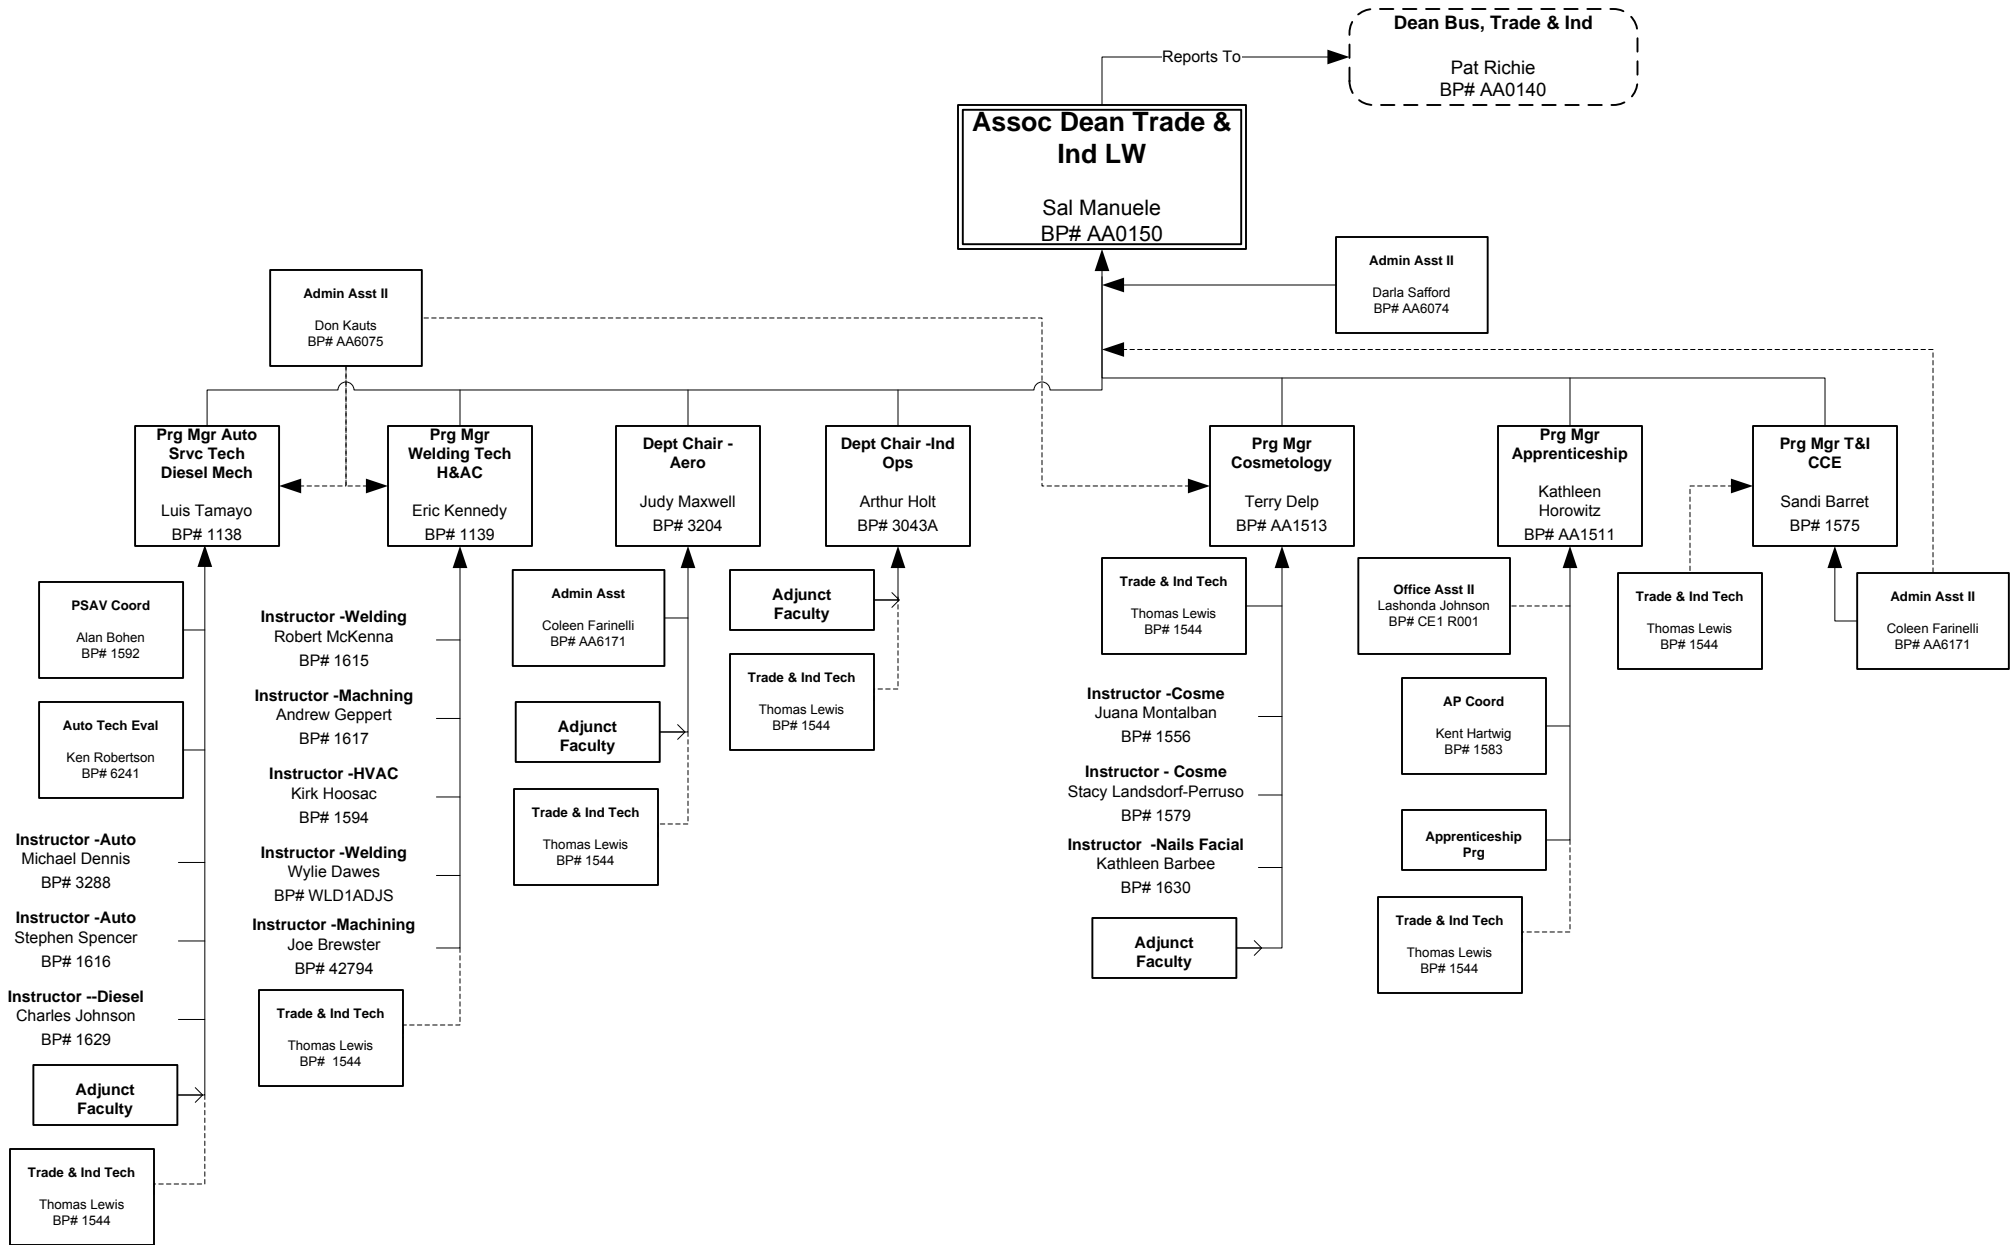 Dean Bus, Trade & Ind
Pat Richie
BP# AA0140
Reports To
Assoc Dean Trade &
Ind LW
Sal Manuele
BP# AA0150
Admin Asst II
Darla Safford
BP# AA6074
Admin Asst II
Don Kauts
BP# AA6075
Prg Mgr Auto
Srvc Tech
Diesel Mech
Luis Tamayo
BP# 1138
Prg Mgr
Welding Tech
H&AC
Eric Kennedy
BP# 1139
Dept Chair -
Aero
Judy Maxwell
BP# 3204
Dept Chair -Ind
Ops
Arthur Holt
BP# 3043A
Prg Mgr
Cosmetology
Terry Delp
BP# AA1513
Prg Mgr
Apprenticeship
Kathleen
Horowitz
BP# AA1511
Prg Mgr T&I
CCE
Sandi Barret
BP# 1575
PSAV Coord
Alan Bohen
BP# 1592
Auto Tech Eval
Ken Robertson
BP# 6241
Instructor -Auto
Michael Dennis
BP# 3288
Instructor -Auto
Stephen Spencer
BP# 1616
Instructor --Diesel
Charles Johnson
BP# 1629
Adjunct
Faculty
Trade & Ind Tech
Thomas Lewis
BP# 1544
Instructor -Welding
Robert McKenna
BP# 1615
Instructor -Machning
Andrew Geppert
BP# 1617
Instructor -HVAC
Kirk Hoosac
BP# 1594
Instructor -Welding
Wylie Dawes
BP# WLD1ADJS
Instructor -Machining
Joe Brewster
BP# 42794
Trade & Ind Tech
Thomas Lewis
BP#  1544
Admin Asst
Coleen Farinelli
BP# AA6171
Adjunct
Faculty
Trade & Ind Tech
Thomas Lewis
BP# 1544
Adjunct
Faculty
Trade & Ind Tech
Thomas Lewis
BP# 1544
Trade & Ind Tech
Thomas Lewis
BP# 1544
Instructor -Cosme
Juana Montalban
BP# 1556
Instructor - Cosme
Stacy Landsdorf-Perruso
BP# 1579
Instructor  -Nails Facial
Kathleen Barbee
BP# 1630
Adjunct
Faculty
Office Asst II
Lashonda Johnson
BP# CE1 R001
AP Coord
Kent Hartwig
BP# 1583
Apprenticeship
Prg
Trade & Ind Tech
Thomas Lewis
BP# 1544
Trade & Ind Tech
Thomas Lewis
BP# 1544
Admin Asst II
Coleen Farinelli
BP# AA6171